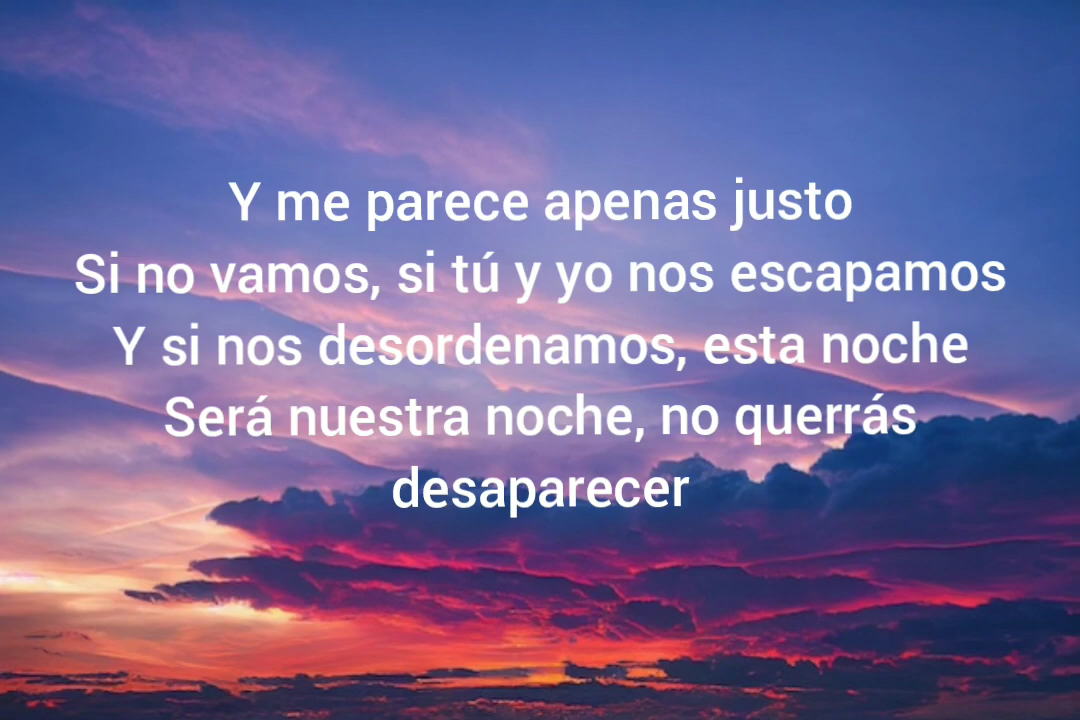 Y me parece apenas justo
Si no vamos, si tú y yo nos escapamos
Y si nos desordenamos, esta noche
Será nuestra noche, no querrás
desaparecer